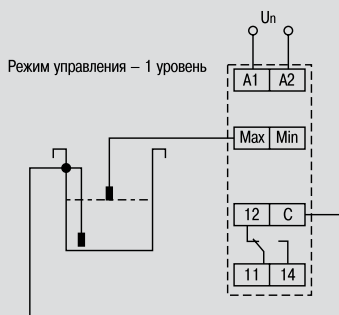 Un
Режим управления – 1 уровень
A1 A2
Max Min
12 C
11 14